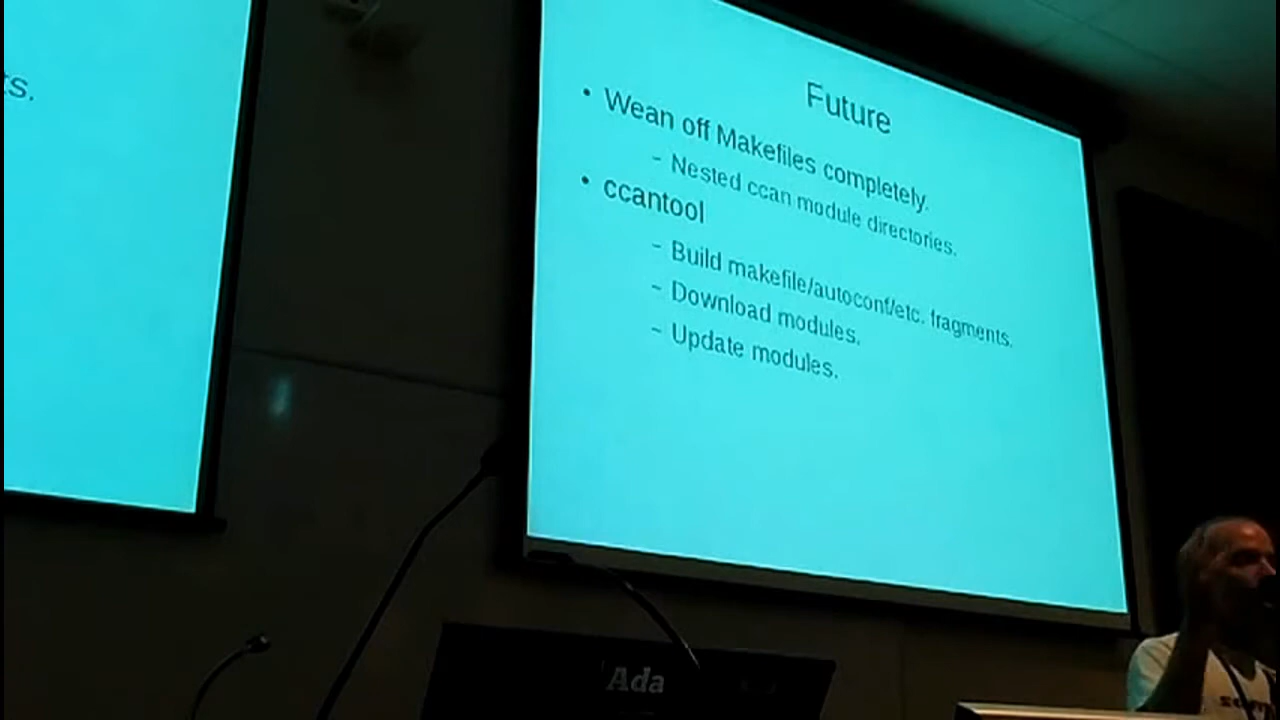 ts.
Future
• Wean off Makefiles completely.
– Nested ccan module directories.
• ccantool
– Build makefile/autoconf/etc. fragments.
– Download modules.
– Update modules.
Ada